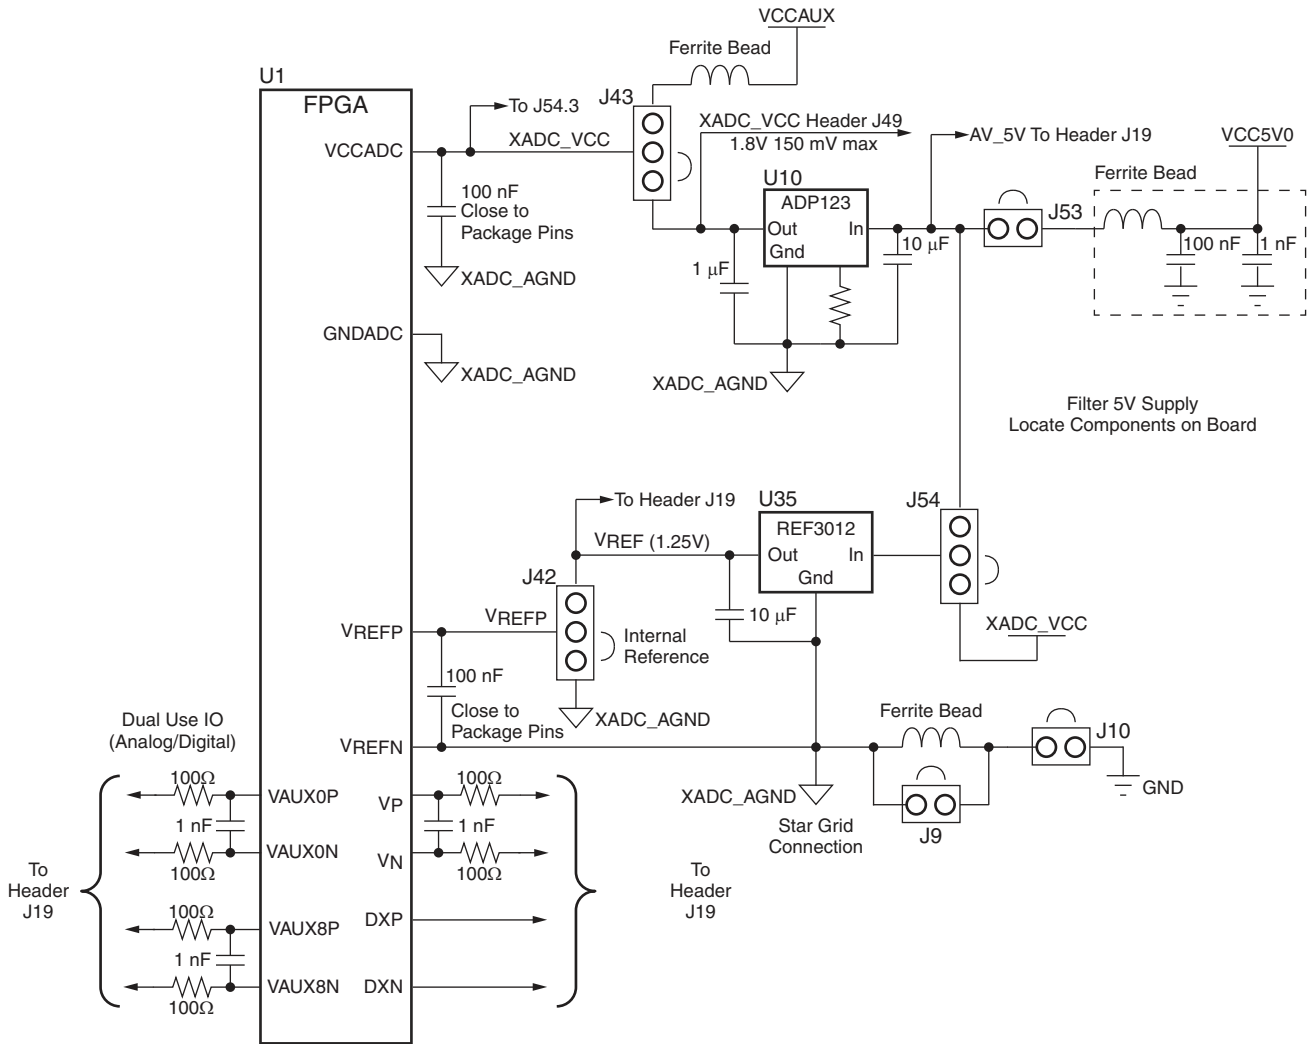 VCCAUX
Ferrite Bead
U1
FPGA
J43
To J54.3
XADC_VCC
XADC_VCC Header J49
1.8V 150 mV max
AV_5V To Header J19
VCC5V0
VCCADC
100 nF
Close to
Package Pins
XADC_AGND
U10
ADP123
Out
In
Gnd
1 µF
10 µF
J53
Ferrite Bead
100 nF
1 nF
GNDADC
XADC_AGND
XADC_AGND
Filter 5V Supply
Locate Components on Board
To Header J19
VREF (1.25V)
U35
REF3012
Out
In
Gnd
J54
J42
10 µF
XADC_VCC
VREFP
VREFP
Internal
Reference
100 nF
Close to
Package Pins
XADC_AGND
Ferrite Bead
J10
GND
VREFN
XADC_AGND
Star Grid
Connection
J9
Dual Use IO
(Analog/Digital)
100Ω
VAUX0P
1 nF
VAUX0N
100Ω
100Ω
VAUX8P
1 nF
VAUX8N
100Ω
To
Header
J19
VP
100Ω
1 nF
VN
100Ω
DXP
DXN
To
Header
J19